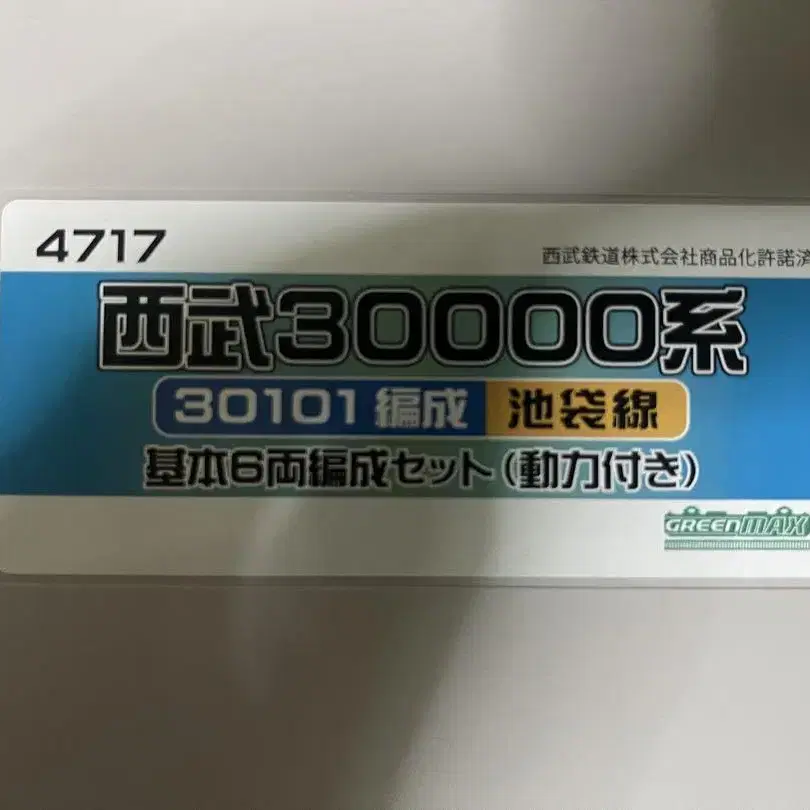 4717
西武鉄道株式会社商品化許諾済
西武30000系
30101編成 池袋線
基本6両編成セット(動力付き)
GREENMAX